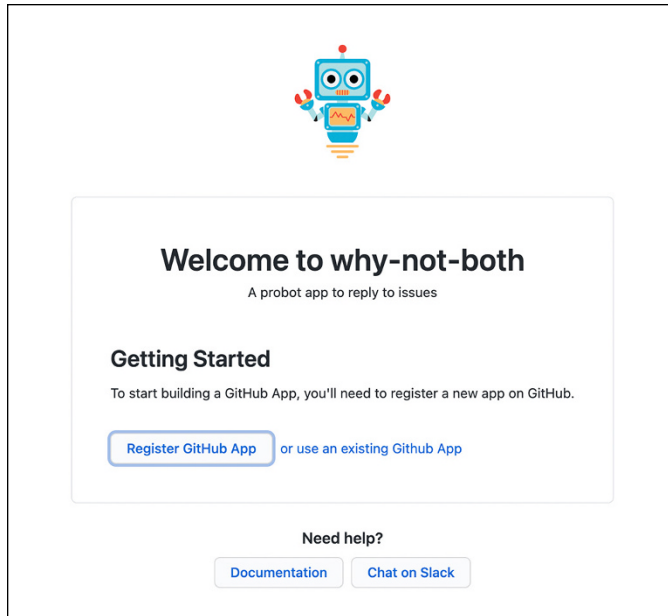 Welcome to why-not-both
A probot app to reply to issues
Getting Started
To start building a GitHub App, you'll need to register a new app on GitHub.
Register GitHub App or use an existing Github App
Need help?
Documentation Chat on Slack